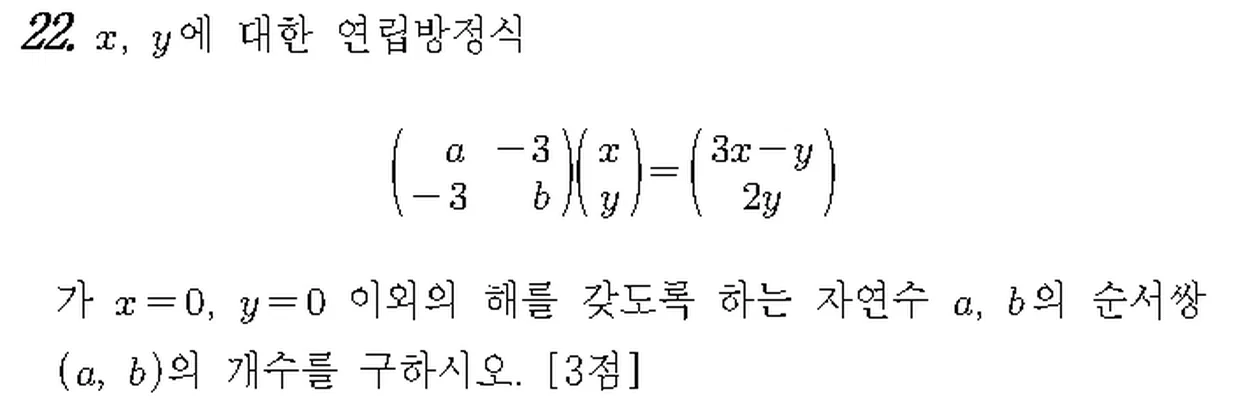 22. x, y에 대한 연립방정식
( a −3 ) ( x ) = ( 3x−y )
( −3 b ) ( y ) ( 2y )
가 x=0, y=0 이외의 해를 갖도록 하는 자연수 a, b의 순서쌍
(a, b)의 개수를 구하시오. [3점]